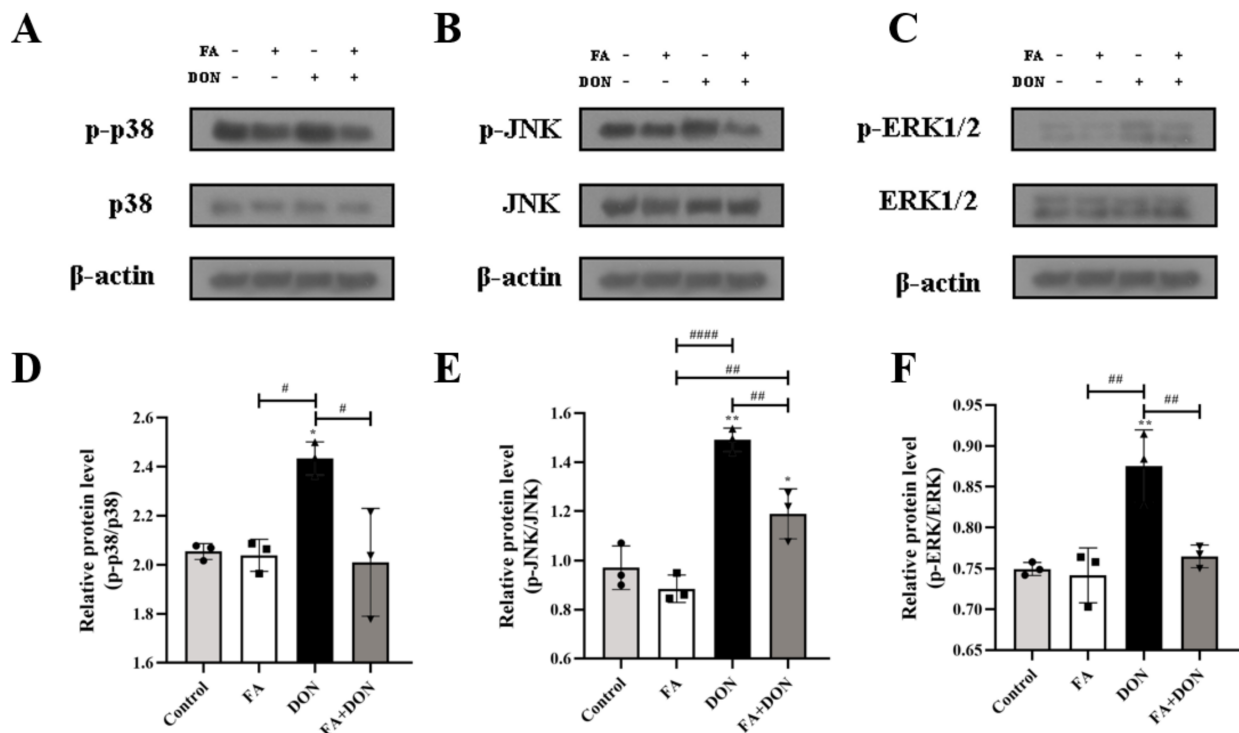 A
FA - + - +
DON - - + +
p-p38
p38
β-actin
B
FA - + - +
DON - - + +
p-JNK
JNK
β-actin
C
FA - + - +
DON - - + +
p-ERK1/2
ERK1/2
β-actin
D
Relative protein level
(p-p38/p38)
2.6
2.4
2.2
2.0
1.8
1.6
#
#
*
Control
FA
DON
FA+DON
E
Relative protein level
(p-JNK/JNK)
1.6
1.4
1.2
1.0
0.8
0.6
####
##
##
**
*
Control
FA
DON
FA+DON
F
Relative protein level
(p-ERK/ERK)
0.95
0.90
0.85
0.80
0.75
0.70
0.65
##
##
**
Control
FA
DON
FA+DON